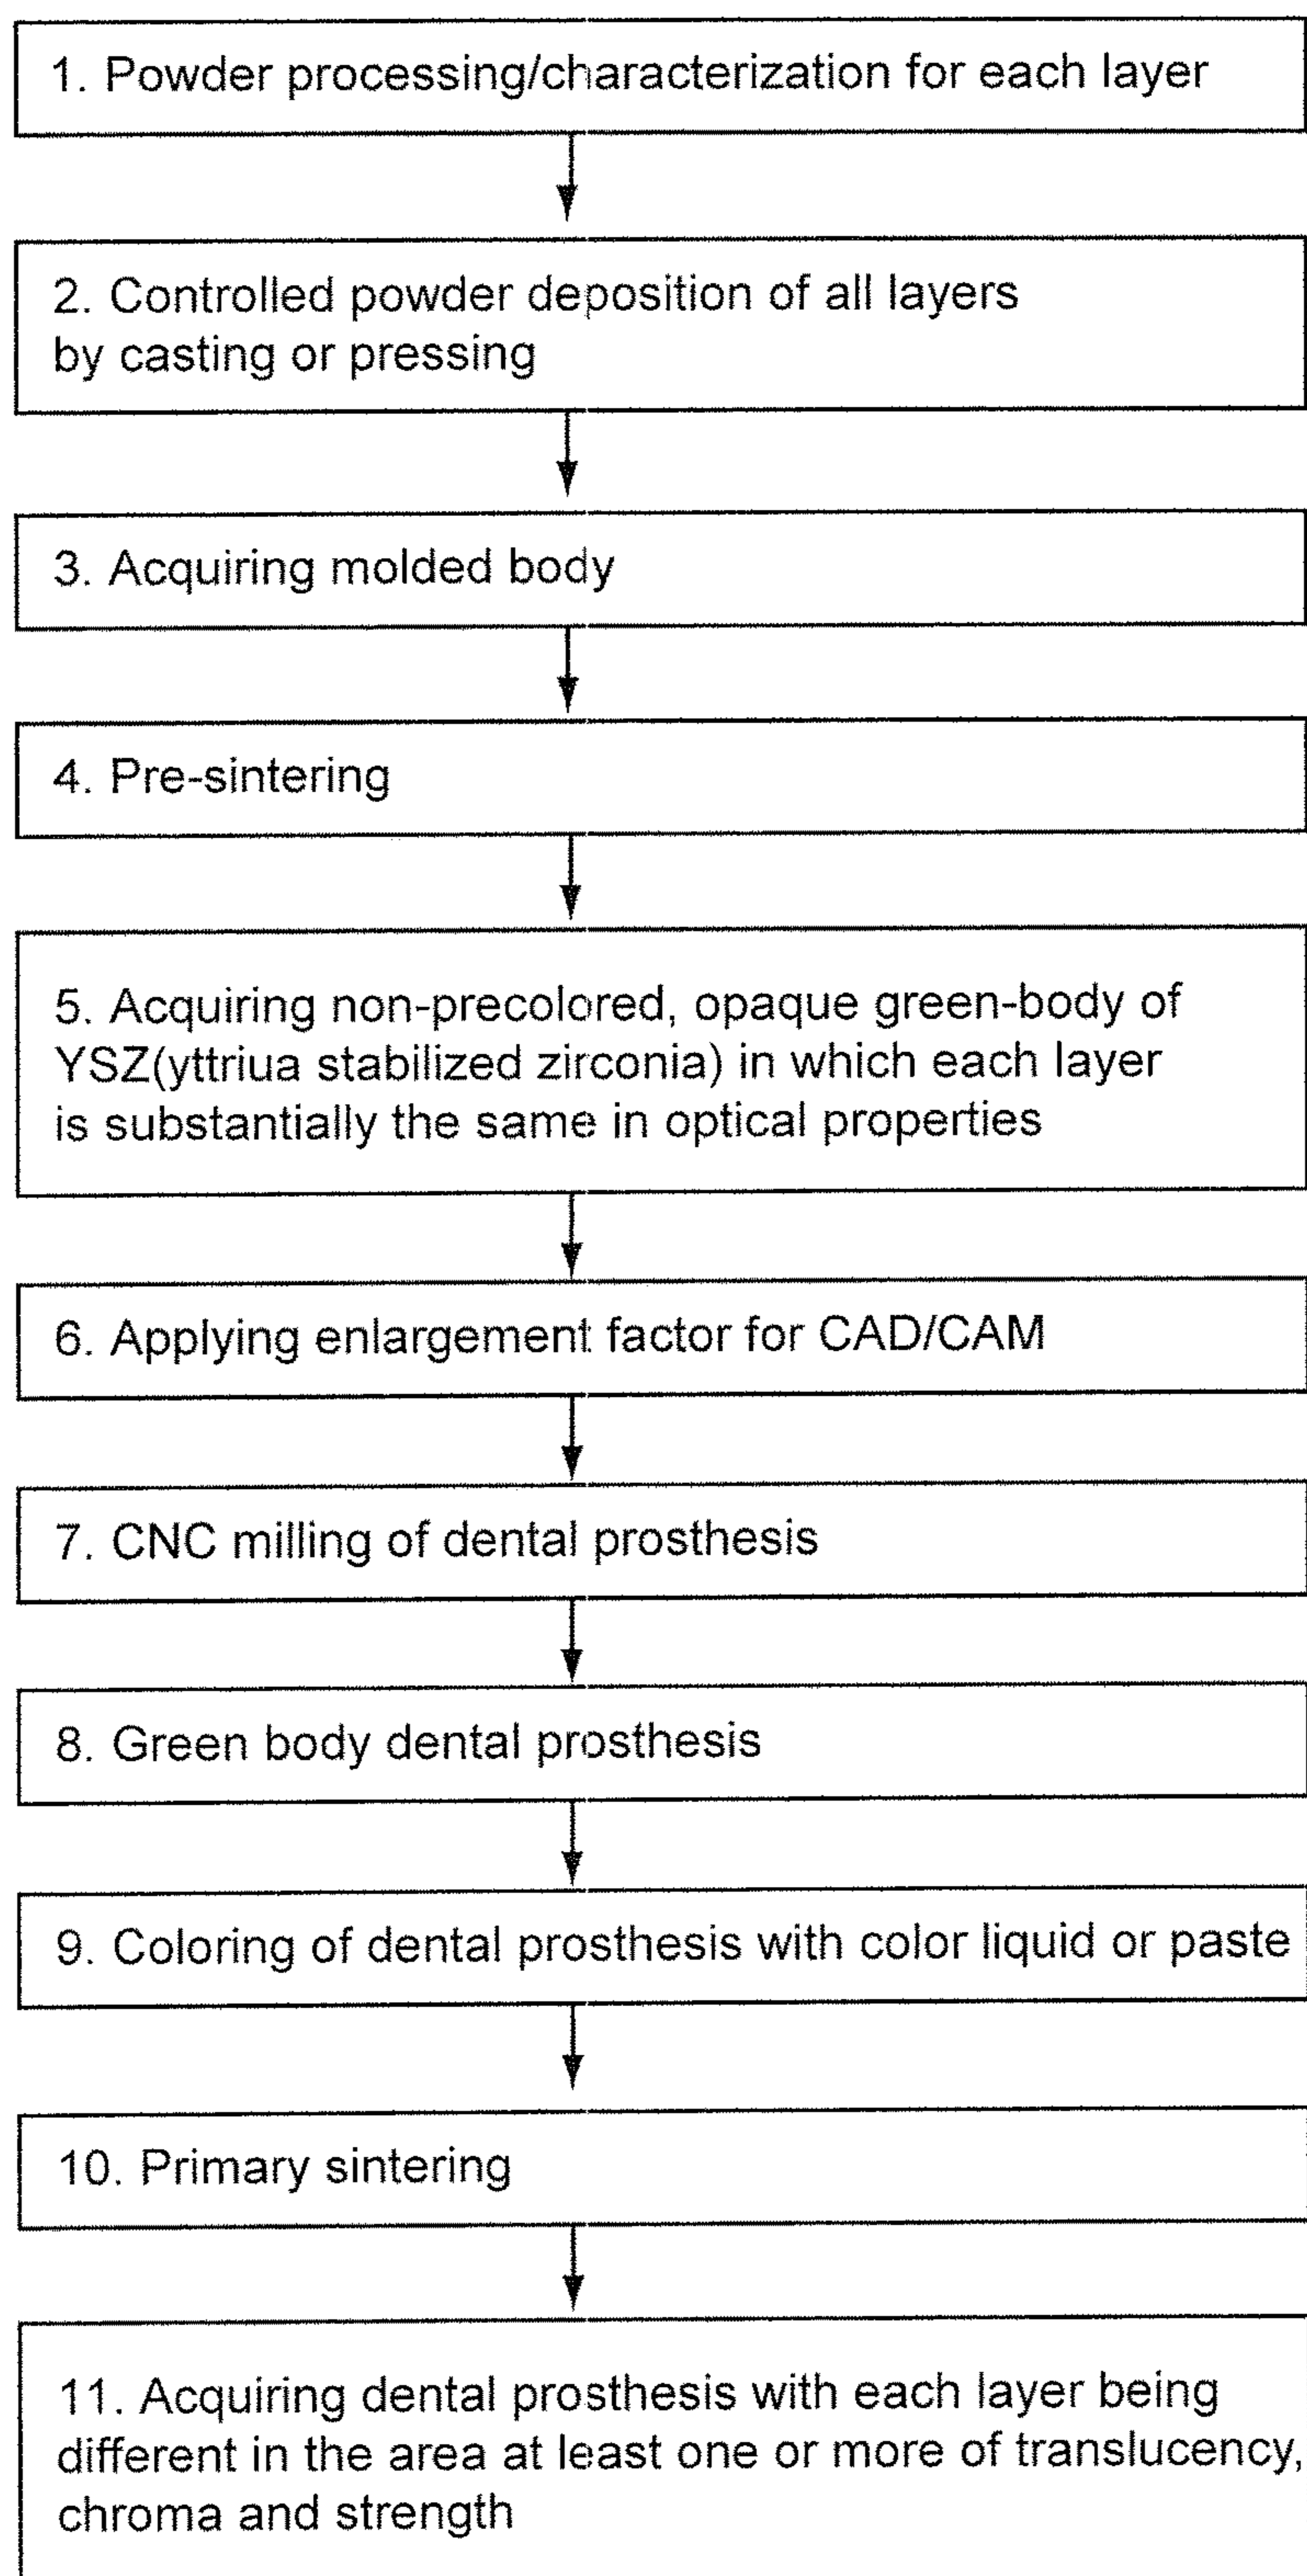 1. Powder processing/characterization for each layer
2. Controlled powder deposition of all layers
by casting or pressing
3. Acquiring molded body
4. Pre-sintering
5. Acquiring non-precolored, opaque green-body of
YSZ(yttriua stabilized zirconia) in which each layer
is substantially the same in optical properties
6. Applying enlargement factor for CAD/CAM
7. CNC milling of dental prosthesis
8. Green body dental prosthesis
9. Coloring of dental prosthesis with color liquid or paste
10. Primary sintering
11. Acquiring dental prosthesis with each layer being
different in the area at least one or more of translucency,
chroma and strength